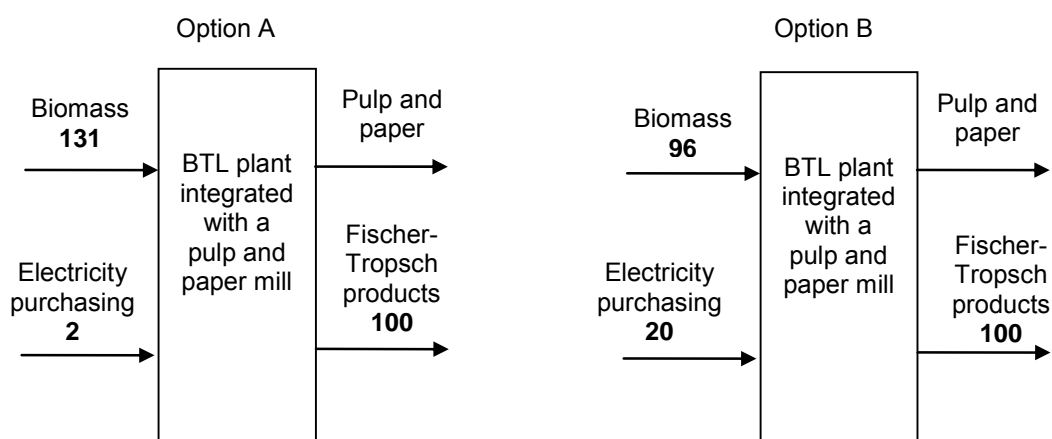 Option A
Biomass
131
Electricity
purchasing
2
BTL plant
integrated
with a
pulp and
paper mill
Pulp and
paper
Fischer-
Tropsch
products
100
Option B
Biomass
96
Electricity
purchasing
20
BTL plant
integrated
with a
pulp and
paper mill
Pulp and
paper
Fischer-
Tropsch
products
100